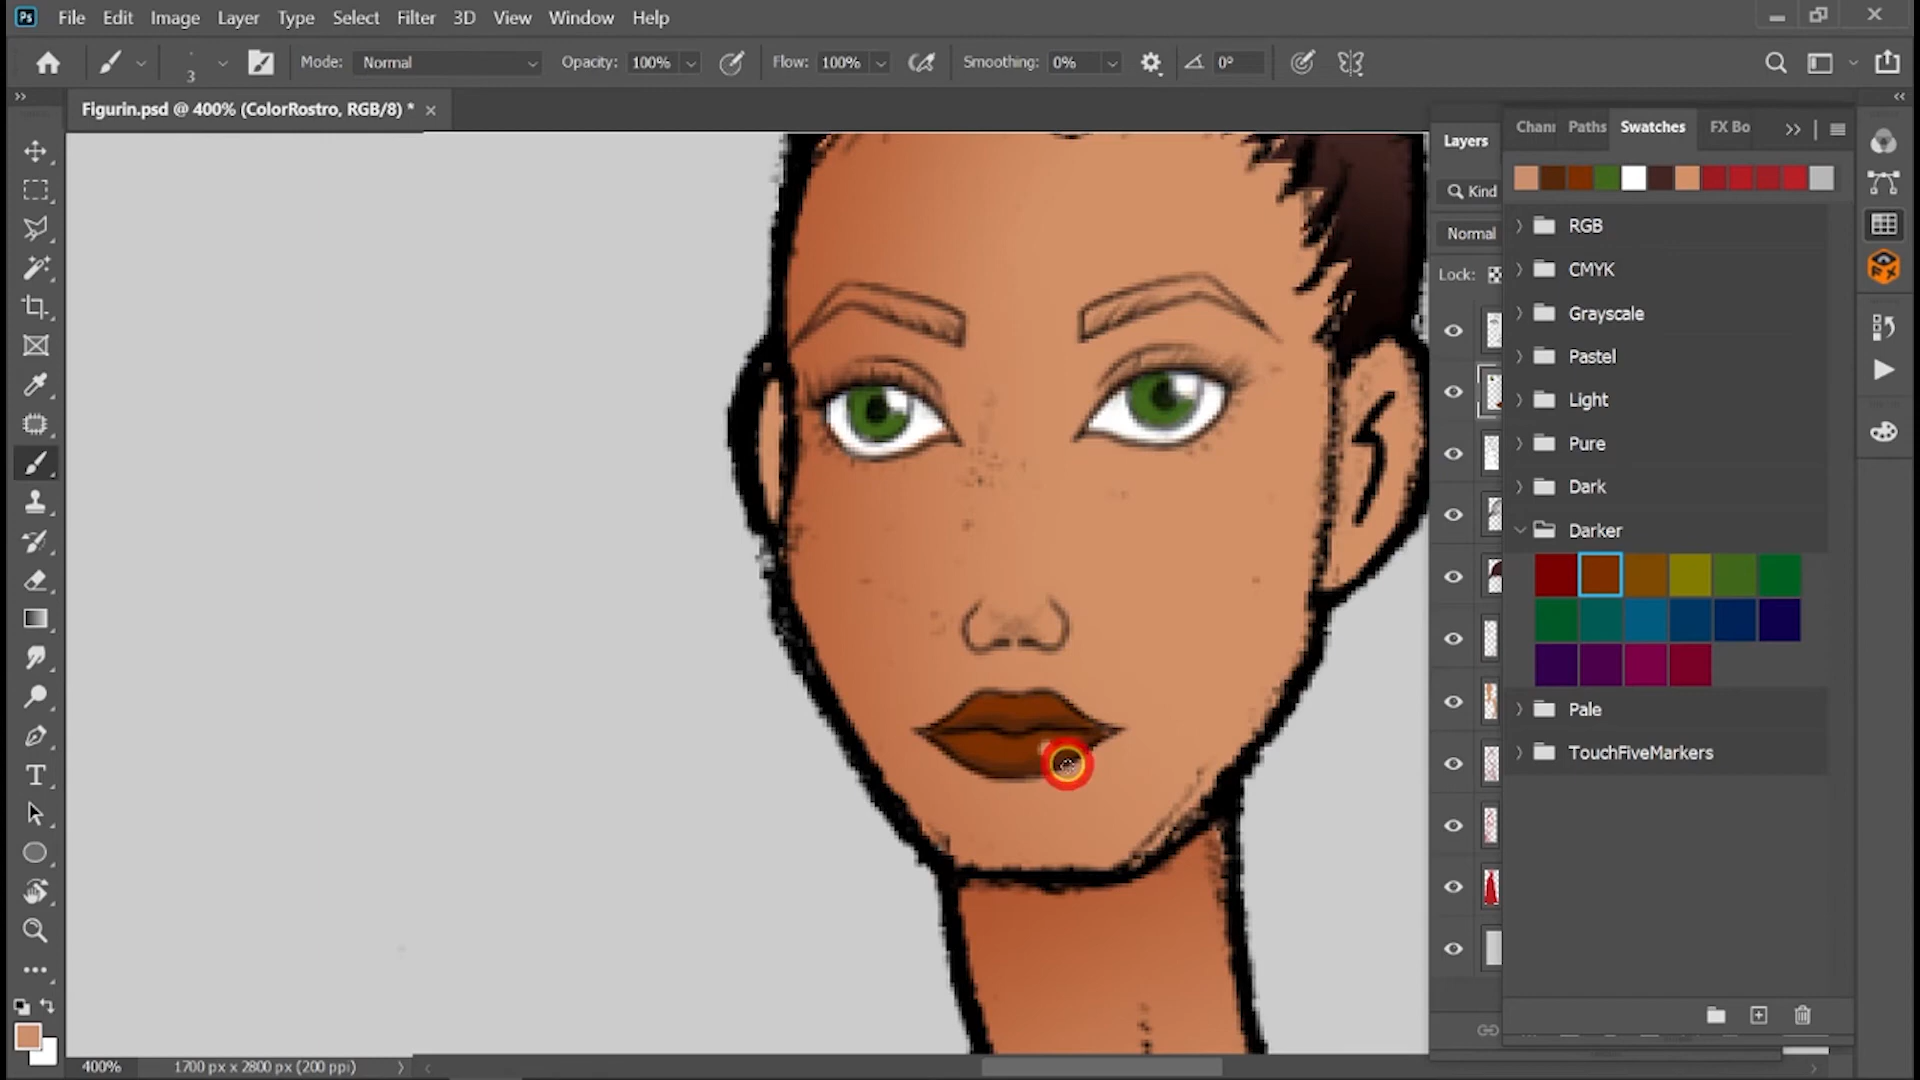 Ps File Edit Image Layer Type Select Filter 3D View Window Help
3 Mode: Normal Opacity: 100% Flow: 100% Smoothing: 0% 0°
Figurin.psd @ 400% (ColorRostro, RGB/8) * ×
Layers
Kind
Normal
Lock:
Chann Paths Swatches FX Bo
RGB
CMYK
Grayscale
Pastel
Light
Pure
Dark
Darker
Pale
TouchFiveMarkers
400% 1700 px x 2800 px (200 ppi)